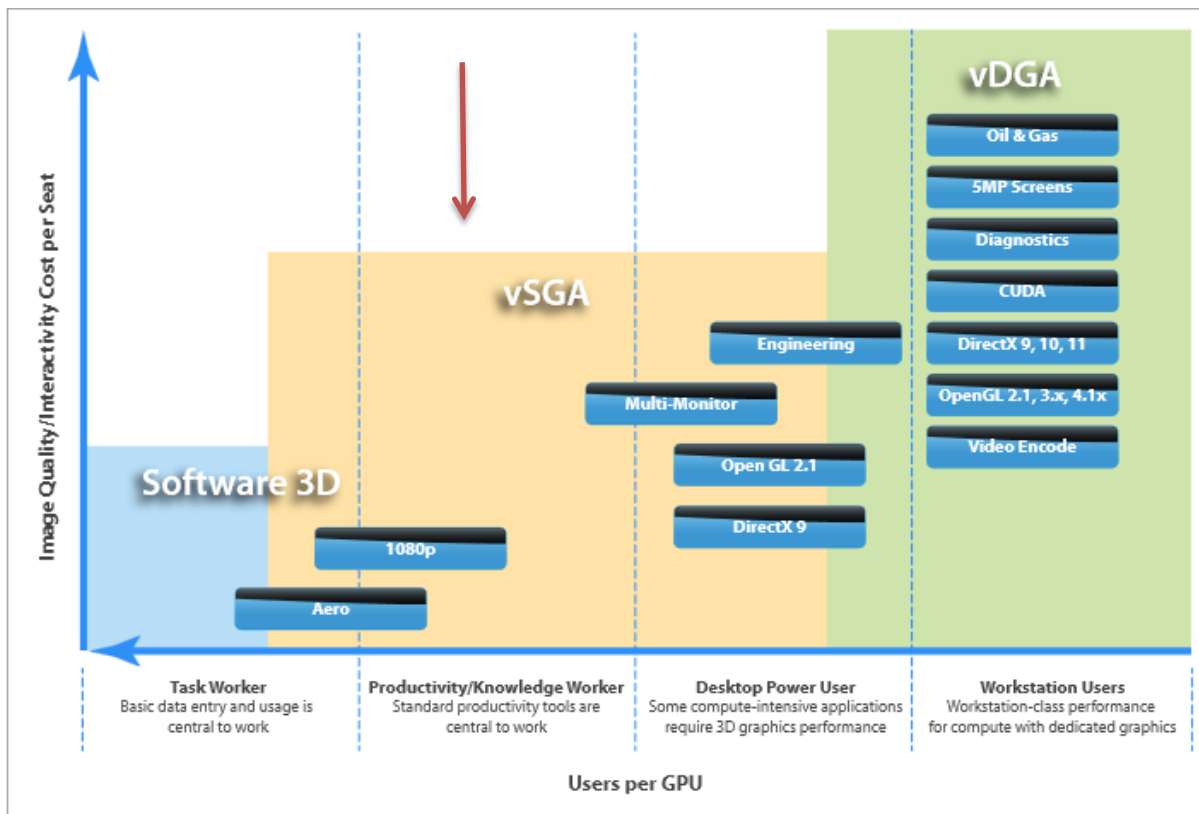 Image Quality/Interactivity Cost per Seat
vDGA
Oil & Gas
5MP Screens
Diagnostics
CUDA
DirectX 9, 10, 11
OpenGL 2.1, 3.x, 4.1x
Video Encode
vSGA
Engineering
Multi-Monitor
Open GL 2.1
DirectX 9
Software 3D
1080p
Aero
Task Worker
Basic data entry and usage is
central to work
Productivity/Knowledge Worker
Standard productivity tools are
central to work
Desktop Power User
Some compute-intensive applications
require 3D graphics performance
Workstation Users
Workstation-class performance
for compute with dedicated graphics
Users per GPU